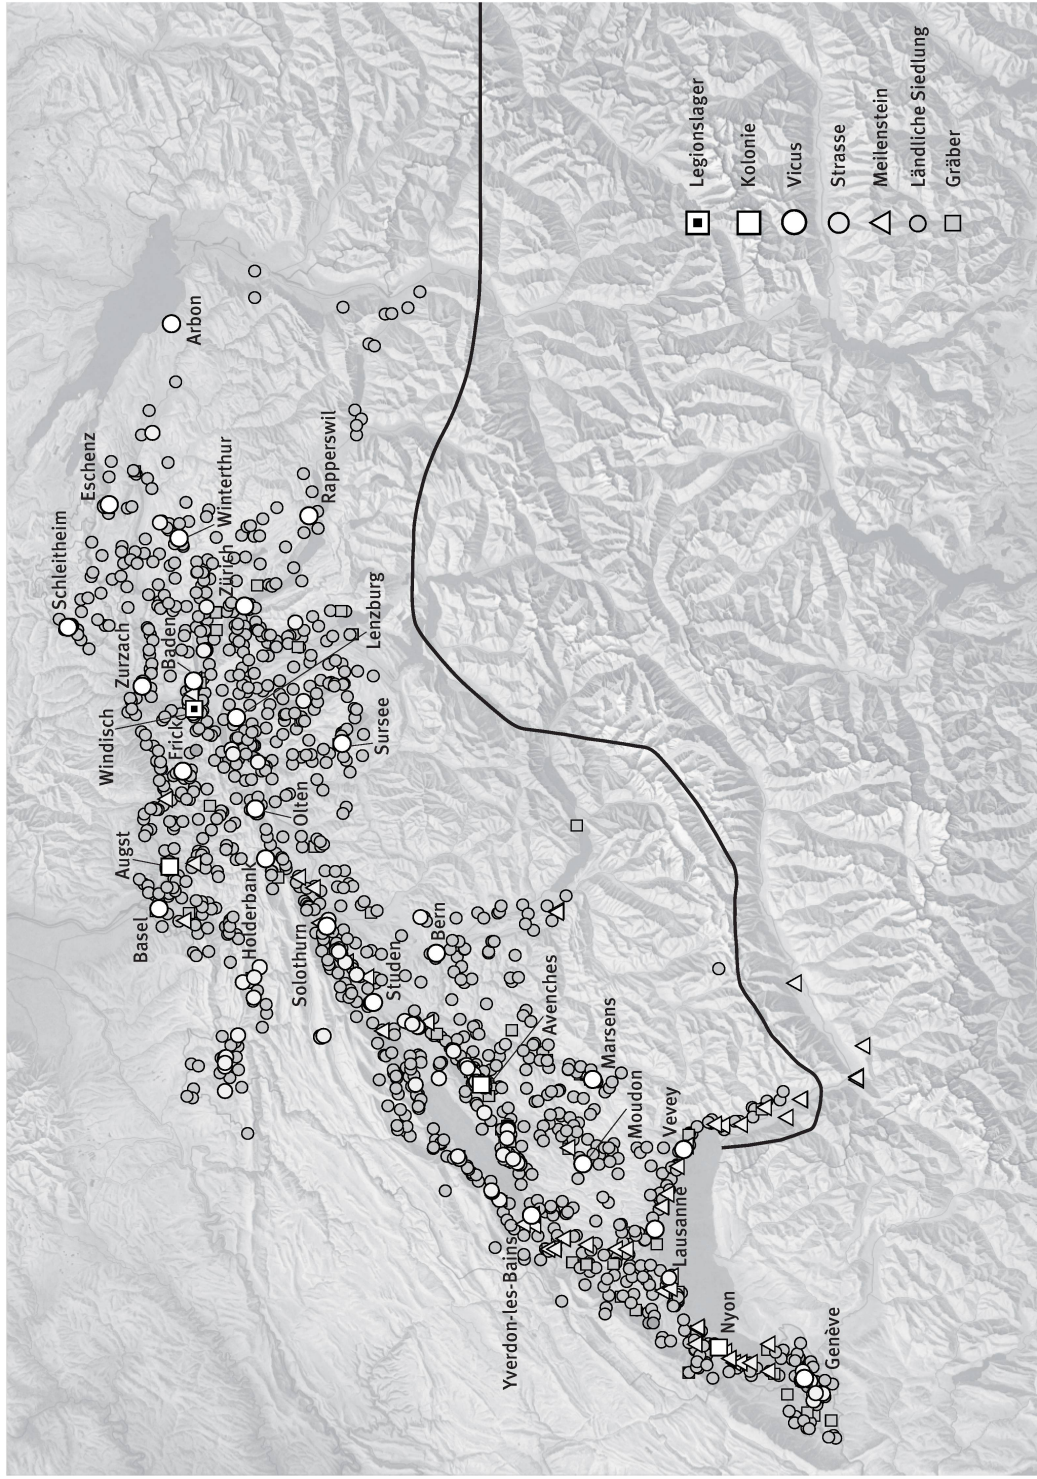 Schleitheim
Eschenz
Arbon
Winterthur
Rapperswil
Zürich
Zurzach
Baden
Lenzburg
Windisch
Frick
Sursee
Augst
Olten
Basel
Holderbank
Solothurn
Studen
Bern
Avenches
Marsens
Moudon
Vevey
Yverdon-les-Bains
Lausanne
Nyon
Genève
Legionslager
Kolonie
Vicus
Strasse
Meilenstein
Ländliche Siedlung
Gräber